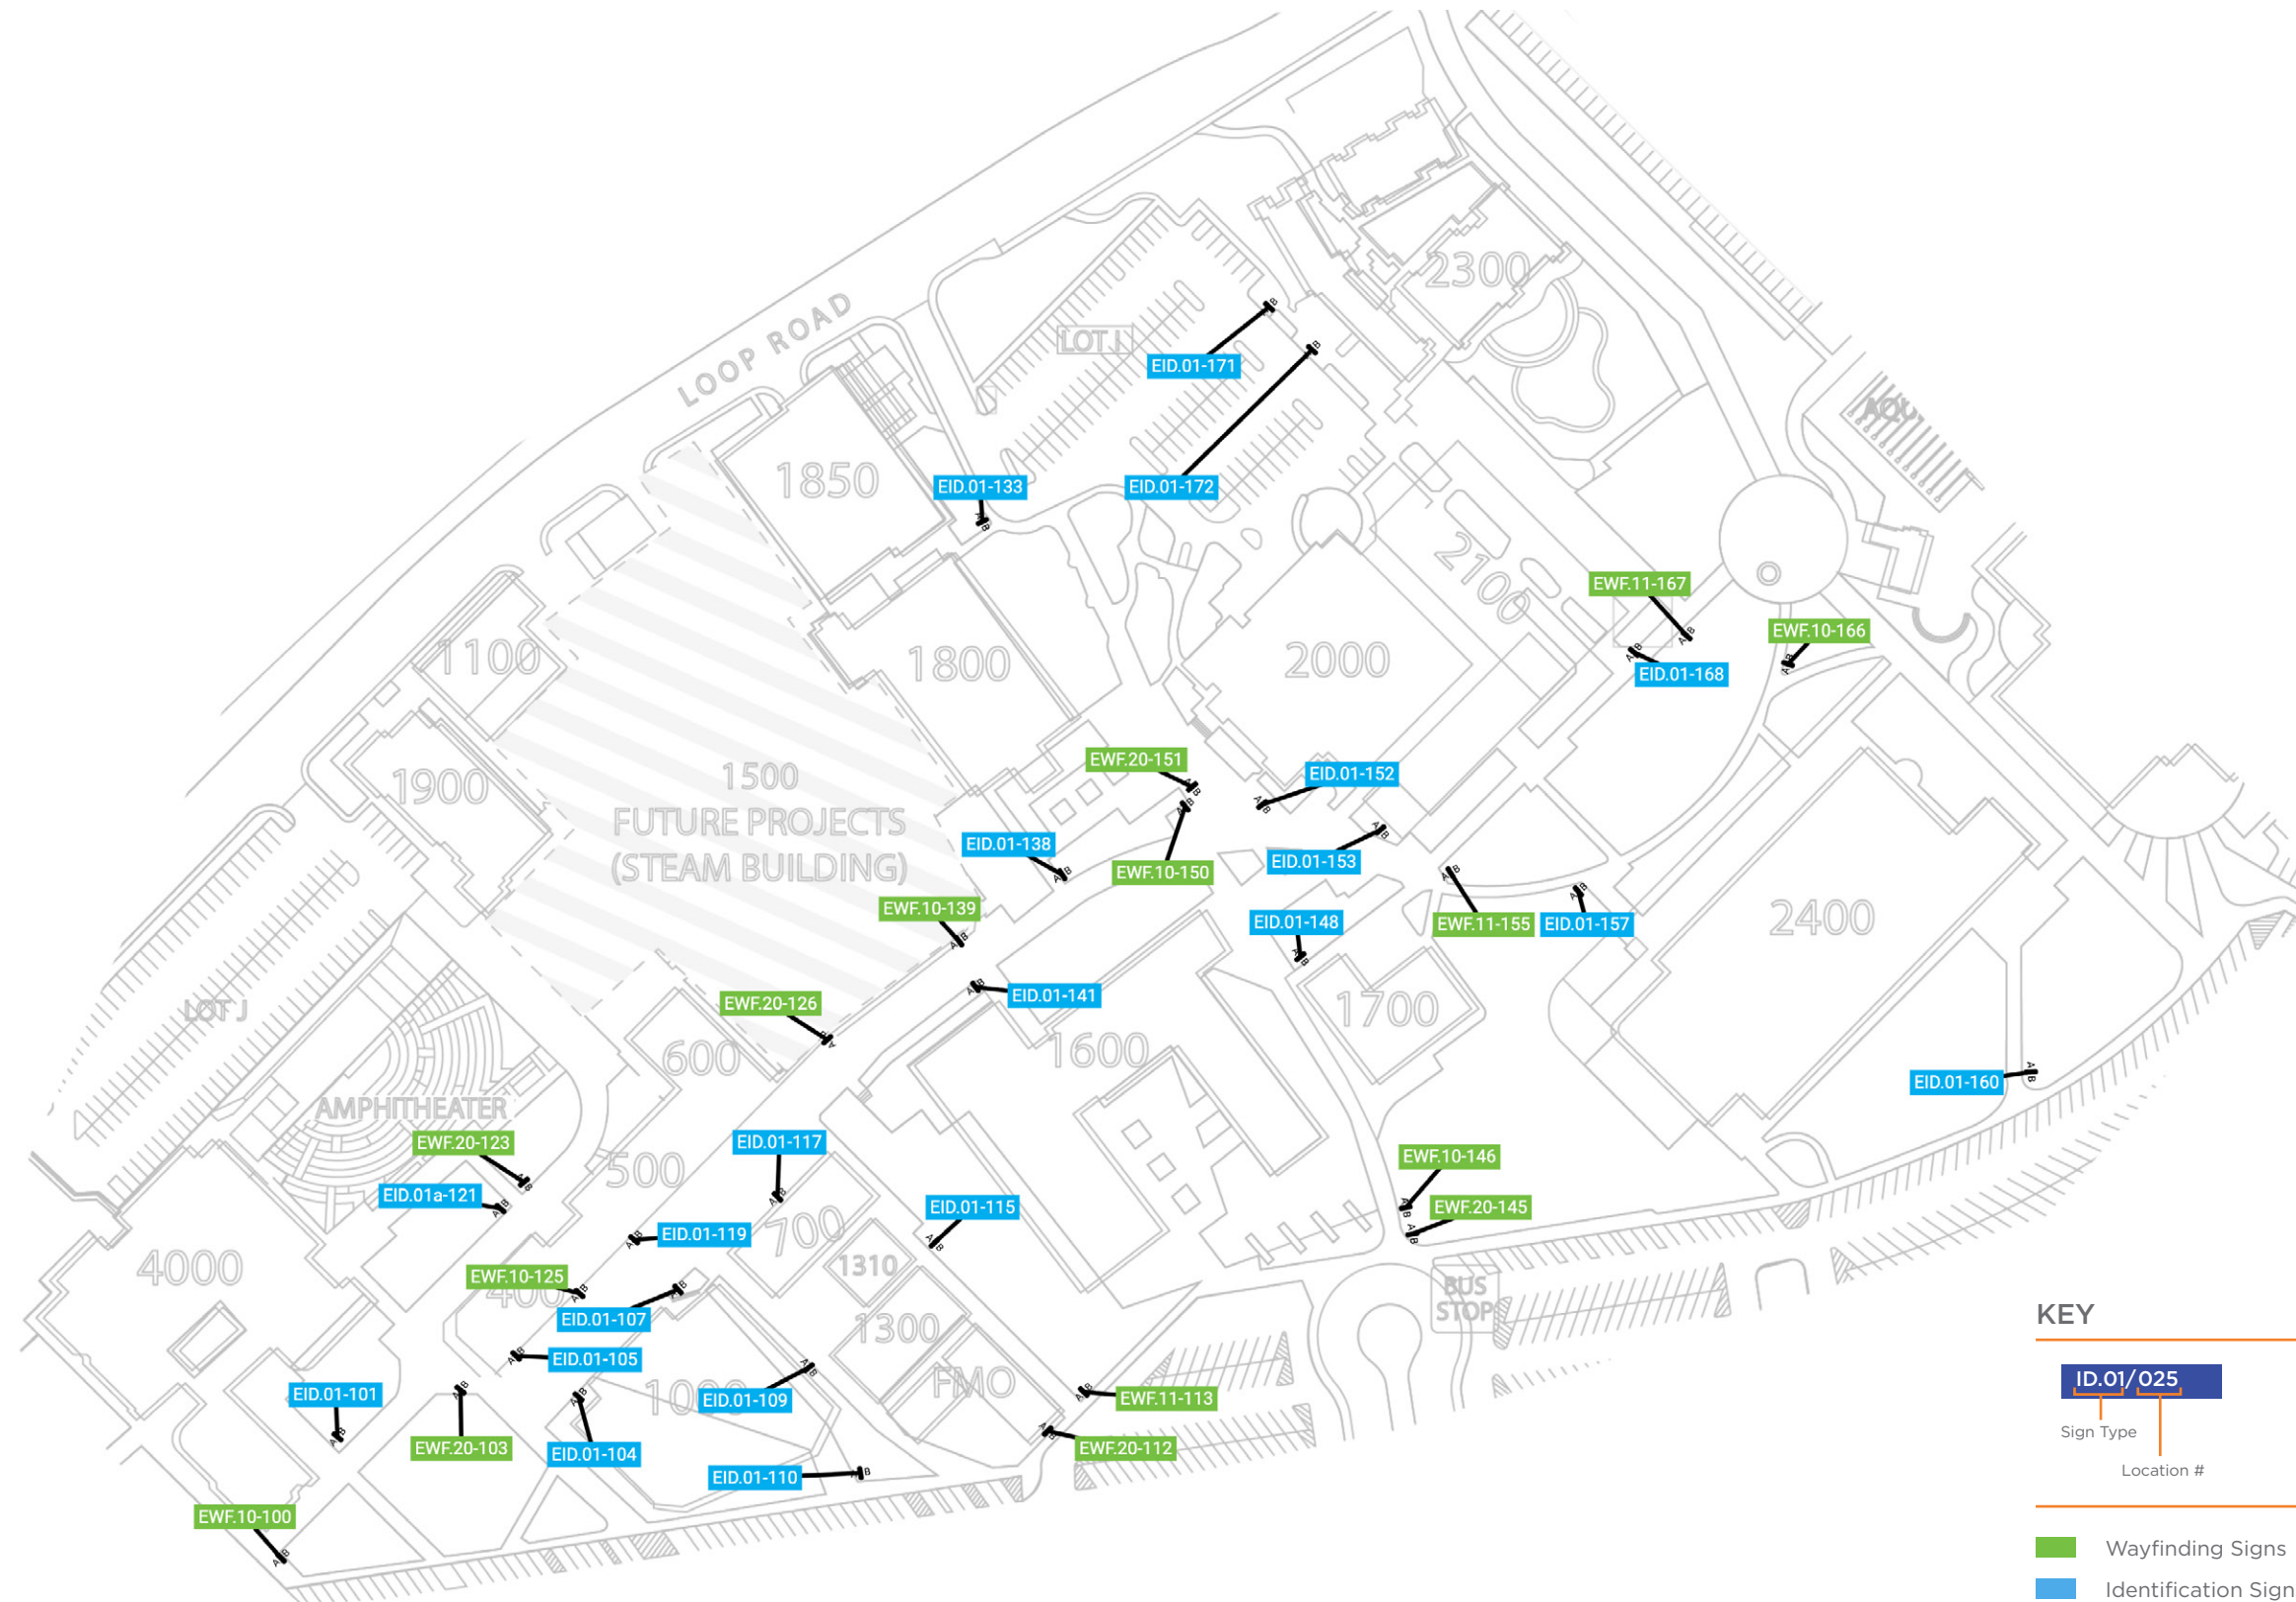 2300
LOOP ROAD
LOT I
EID.01-171
1850
EID.01-133
EID.01-172
2100
EWF.11-167
EWF.10-166
1100
1800
2000
EID.01-168
1500
FUTURE PROJECTS
(STEAM BUILDING)
1900
EWF.20-151
EID.01-152
EID.01-138
EWF.10-150
EID.01-153
EWF.10-139
EID.01-148
EWF.11-155
EID.01-157
2400
LOT J
EWF.20-126
EID.01-141
1700
600
1600
EID.01-160
AMPHITHEATER
EWF.20-123
EID.01-117
EWF.10-146
500
EID.01a-121
EID.01-115
EWF.20-145
EID.01-119
700
4000
1310
EWF.10-125
400
EID.01-107
BUS
STOP
1300
EID.01-105
FMO
EID.01-101
EID.01-109
EWF.11-113
EWF.20-103
EID.01-104
EWF.20-112
EID.01-110
EWF.10-100
KEY
ID.01/025
Sign Type
Location #
Wayfinding Signs
Identification Sign
A B